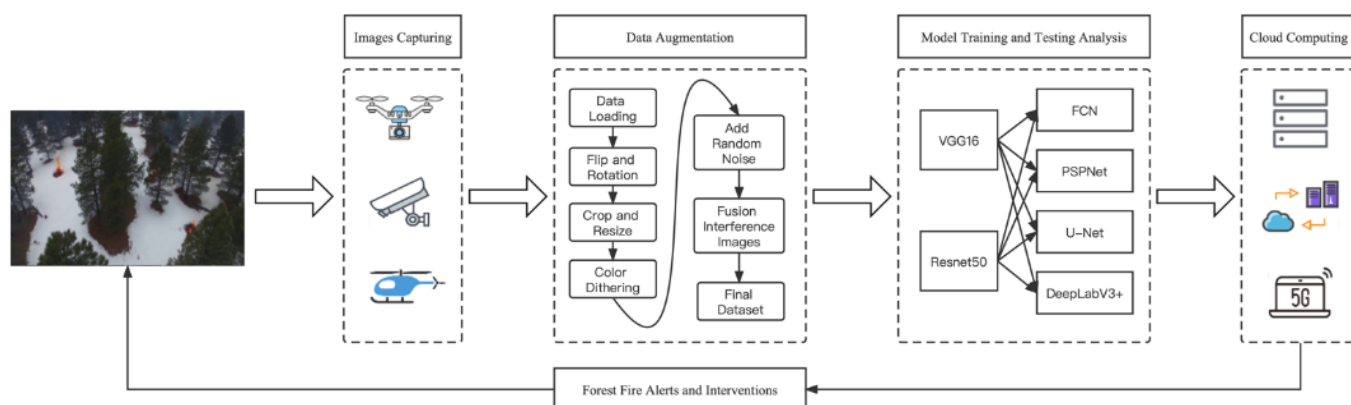 Images Capturing
Data Augmentation
Model Training and Testing Analysis
Cloud Computing
Data
Loading
Flip and
Rotation
Crop and
Resize
Color
Dithering
Add
Random
Noise
Fusion
Interference
Images
Final
Dataset
VGG16
Resnet50
FCN
PSPNet
U-Net
DeepLabV3+
5G
Forest Fire Alerts and Interventions